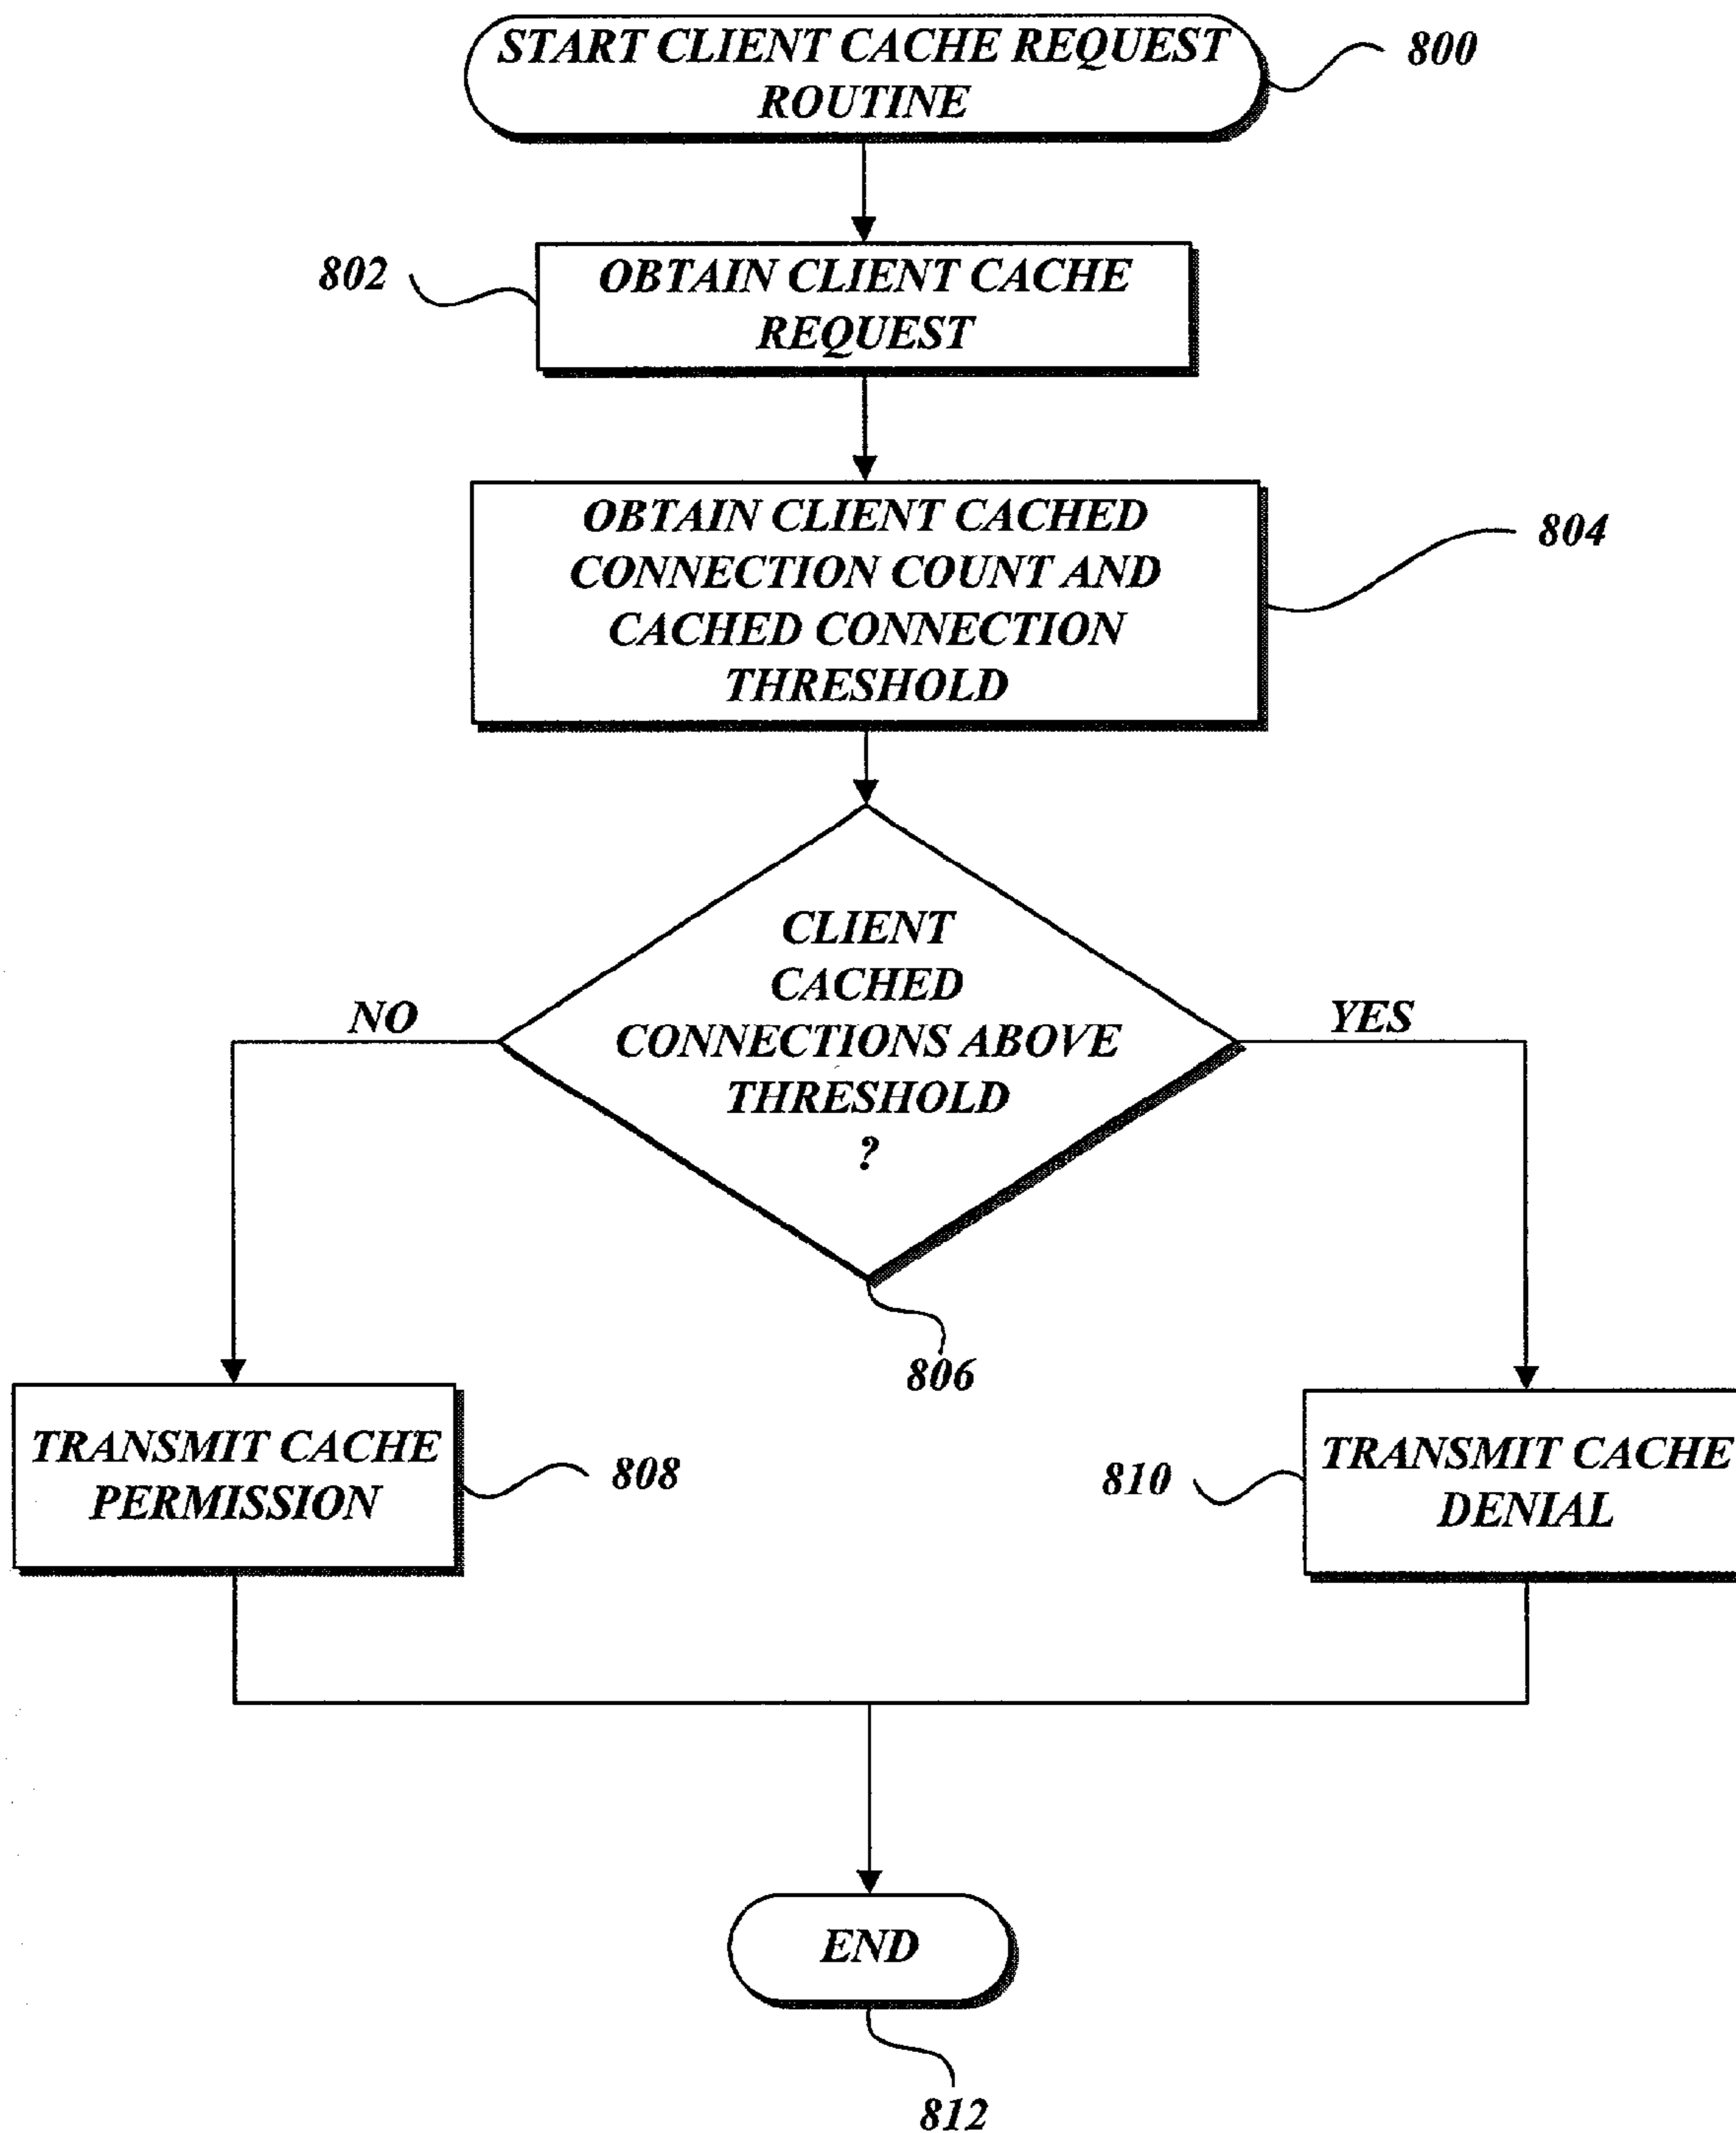 START CLIENT CACHE REQUEST
ROUTINE
800
802
OBTAIN CLIENT CACHE
REQUEST
OBTAIN CLIENT CACHED
CONNECTION COUNT AND
CACHED CONNECTION
THRESHOLD
804
CLIENT
CACHED
CONNECTIONS ABOVE
THRESHOLD
?
NO
YES
806
TRANSMIT CACHE
PERMISSION
808
810
TRANSMIT CACHE
DENIAL
END
812